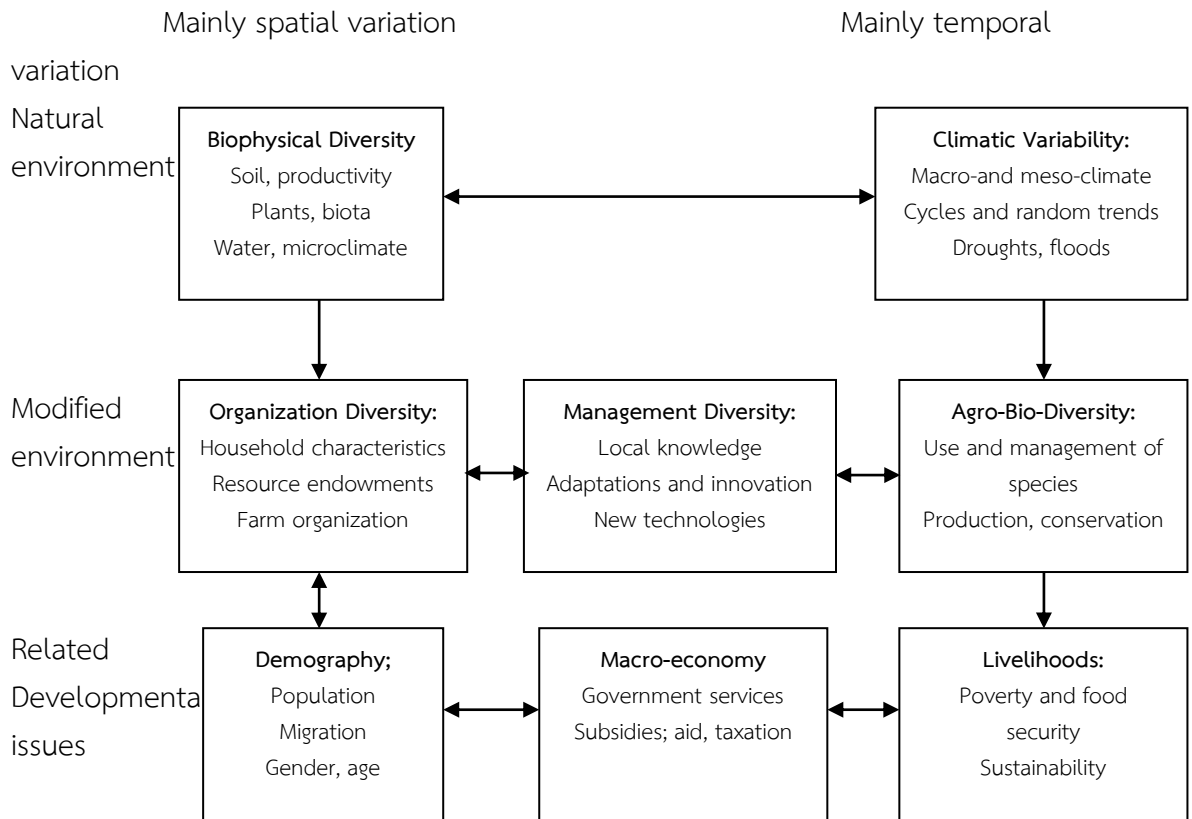 Mainly spatial variation
Mainly temporal
variation
Natural
environment
Biophysical Diversity
Soil, productivity
Plants, biota
Water, microclimate
Climatic Variability:
Macro-and meso-climate
Cycles and random trends
Droughts, floods
Modified
environment
Organization Diversity:
Household characteristics
Resource endowments
Farm organization
Management Diversity:
Local knowledge
Adaptations and innovation
New technologies
Agro-Bio-Diversity:
Use and management of
species
Production, conservation
Related
Developmenta
issues
Demography;
Population
Migration
Gender, age
Macro-economy
Government services
Subsidies; aid, taxation
Livelihoods:
Poverty and food
security
Sustainability